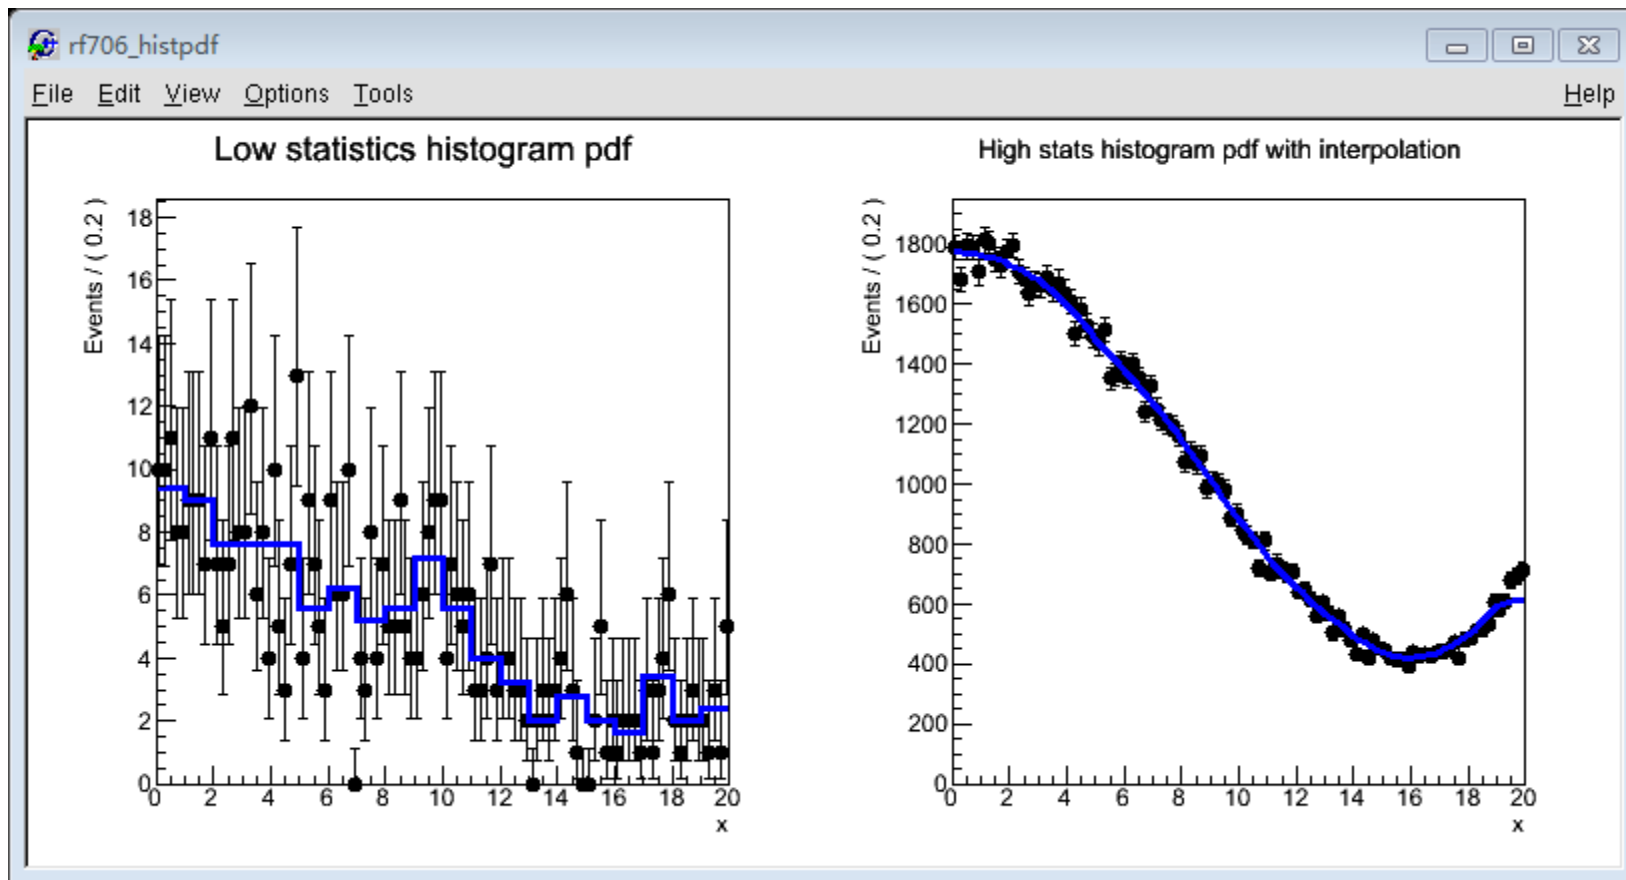 rf706_histpdf
File Edit View Options Tools Help
Low statistics histogram pdf
Events / ( 0.2 )
18
16
14
12
10
8
6
4
2
0
0 2 4 6 8 10 12 14 16 18 20
x
High stats histogram pdf with interpolation
Events / ( 0.2 )
1800
1600
1400
1200
1000
800
600
400
200
0
0 2 4 6 8 10 12 14 16 18 20
x